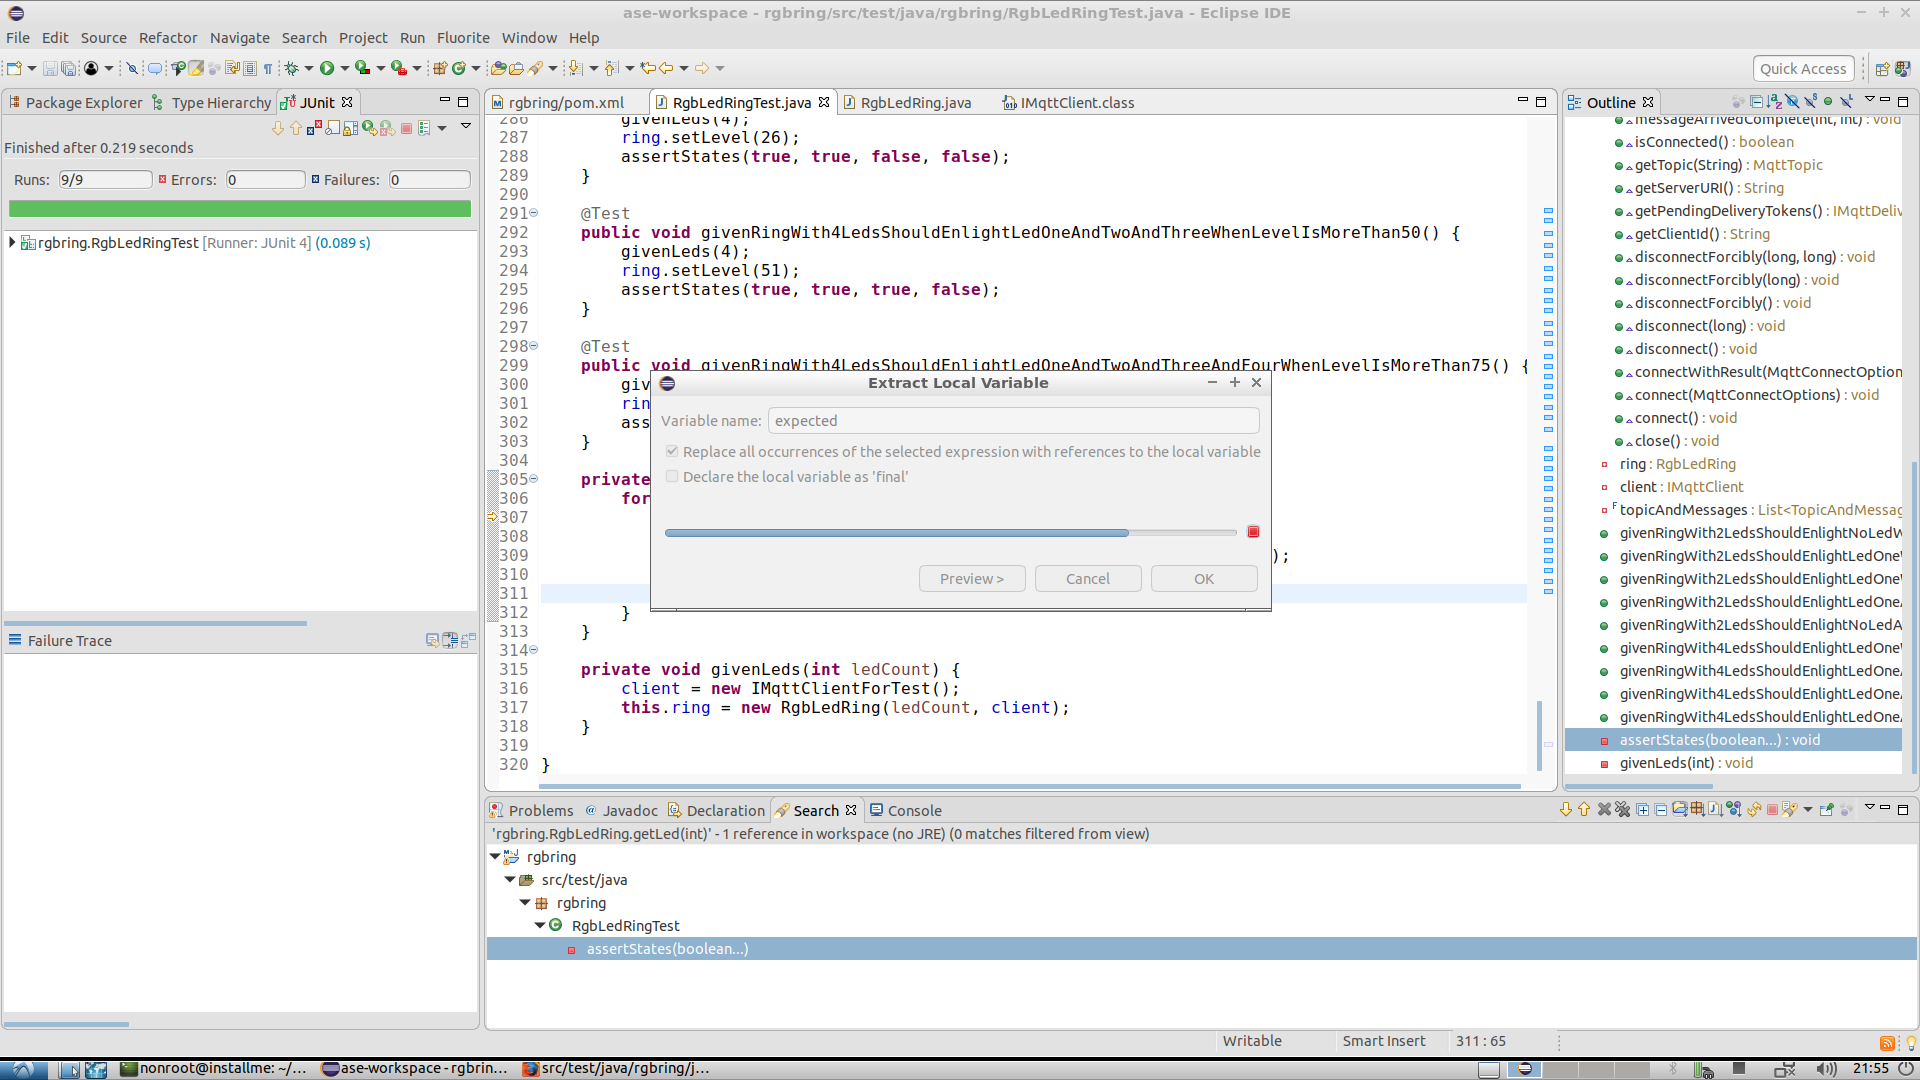 ase-workspace - rgbring/src/test/java/rgbring/RgbLedRingTest.java - Eclipse IDE
File Edit Source Refactor Navigate Search Project Run Fluorite Window Help
Quick Access
Package Explorer Type Hierarchy JUnit
Finished after 0.219 seconds
Runs: 9/9 Errors: 0 Failures: 0
rgbring.RgbLedRingTest [Runner: JUnit 4] (0.089 s)
Failure Trace
rgbring/pom.xml RgbLedRingTest.java RgbLedRing.java IMqttClient.class
286 givenLeds(4);
287 ring.setLevel(26);
288 assertStates(true, true, false, false);
289 }
290
291 @Test
292 public void givenRingWith4LedsShouldEnlightLedOneAndTwoAndThreeWhenLevelIsMoreThan50() {
293 givenLeds(4);
294 ring.setLevel(51);
295 assertStates(true, true, true, false);
296 }
297
298 @Test
299 public void givenRingWith4LedsShouldEnlightLedOneAndTwoAndThreeAndFourWhenLevelIsMoreThan75() {
300 giv
301 rin
302 ass
303 }
304
305 private
306 for
307
308
309 );
310
311
312 }
313 }
314
315 private void givenLeds(int ledCount) {
316 client = new IMqttClientForTest();
317 this.ring = new RgbLedRing(ledCount, client);
318 }
319
320 }
Extract Local Variable
Variable name: expected
Replace all occurrences of the selected expression with references to the local variable
Declare the local variable as 'final'
Preview > Cancel OK
Outline
messageArrivedComplete(int, int) : void
isConnected() : boolean
getTopic(String) : MqttTopic
getServerURI() : String
getPendingDeliveryTokens() : IMqttDeliv
getClientId() : String
disconnectForcibly(long, long) : void
disconnectForcibly(long) : void
disconnectForcibly() : void
disconnect(long) : void
disconnect() : void
connectWithResult(MqttConnectOption
connect(MqttConnectOptions) : void
connect() : void
close() : void
ring : RgbLedRing
client : IMqttClient
topicAndMessages : List<TopicAndMessag
givenRingWith2LedsShouldEnlightNoLedW
givenRingWith2LedsShouldEnlightLedOne
givenRingWith2LedsShouldEnlightLedOne
givenRingWith2LedsShouldEnlightLedOne
givenRingWith2LedsShouldEnlightNoLedA
givenRingWith4LedsShouldEnlightLedOne
givenRingWith4LedsShouldEnlightLedOne
givenRingWith4LedsShouldEnlightLedOne
givenRingWith4LedsShouldEnlightLedOne
assertStates(boolean...) : void
givenLeds(int) : void
Problems Javadoc Declaration Search Console
'rgbring.RgbLedRing.getLed(int)' - 1 reference in workspace (no JRE) (0 matches filtered from view)
rgbring
src/test/java
rgbring
RgbLedRingTest
assertStates(boolean...)
Writable Smart Insert 311 : 65
nonroot@installme: ~/... ase-workspace - rgbrin... src/test/java/rgbring/j... 21:55